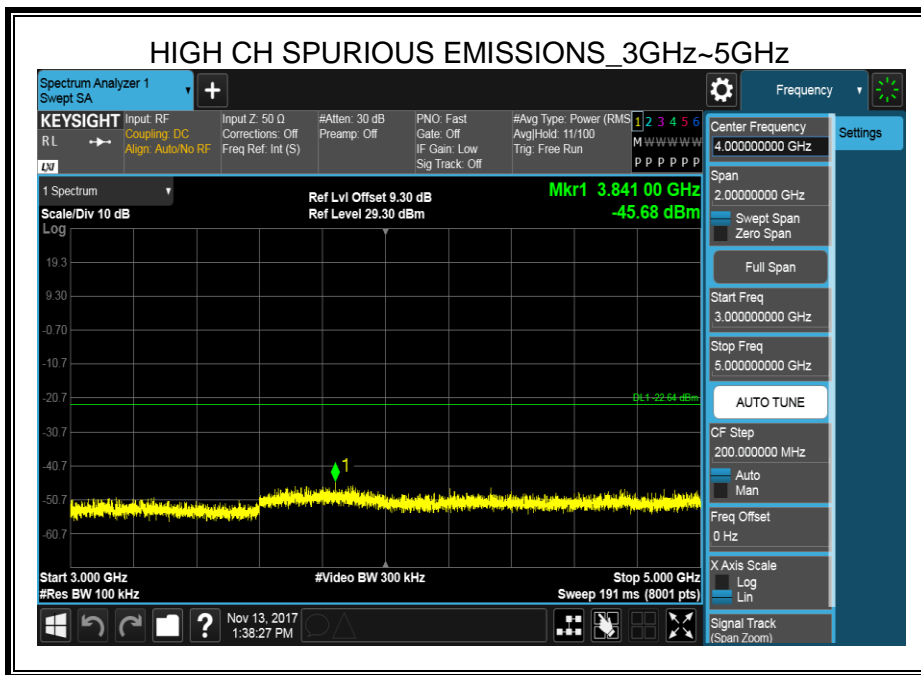 HIGH CH SPURIOUS EMISSIONS_3GHz~5GHz
Spectrum Analyzer 1
Swept SA
Frequency
KEYSIGHT
RL
LXI
Input: RF
Coupling: DC
Align: Auto/No RF
Input Z: 50 Ω
Corrections: Off
Freq Ref: Int (S)
#Atten: 30 dB
Preamp: Off
PNO: Fast
Gate: Off
IF Gain: Low
Sig Track: Off
#Avg Type: Power (RMS
Avg|Hold: 11/100
Trig: Free Run
1 2 3 4 5 6
M W W W W W
P P P P P P
Center Frequency
4.000000000 GHz
Settings
Span
2.00000000 GHz
Swept Span
Zero Span
Full Span
Start Freq
3.000000000 GHz
Stop Freq
5.000000000 GHz
AUTO TUNE
CF Step
200.000000 MHz
Auto
Man
Freq Offset
0 Hz
X Axis Scale
Log
Lin
Signal Track
(Span Zoom)
1 Spectrum
Scale/Div 10 dB
Log
Ref Lvl Offset 9.30 dB
Ref Level 29.30 dBm
Mkr1 3.841 00 GHz
-45.68 dBm
19.3
9.30
-0.70
-10.7
-20.7
DL1 -22.64 dBm
-30.7
-40.7
1
-50.7
-60.7
Start 3.000 GHz
#Res BW 100 kHz
#Video BW 300 kHz
Stop 5.000 GHz
Sweep 191 ms (8001 pts)
?
Nov 13, 2017
1:38:27 PM